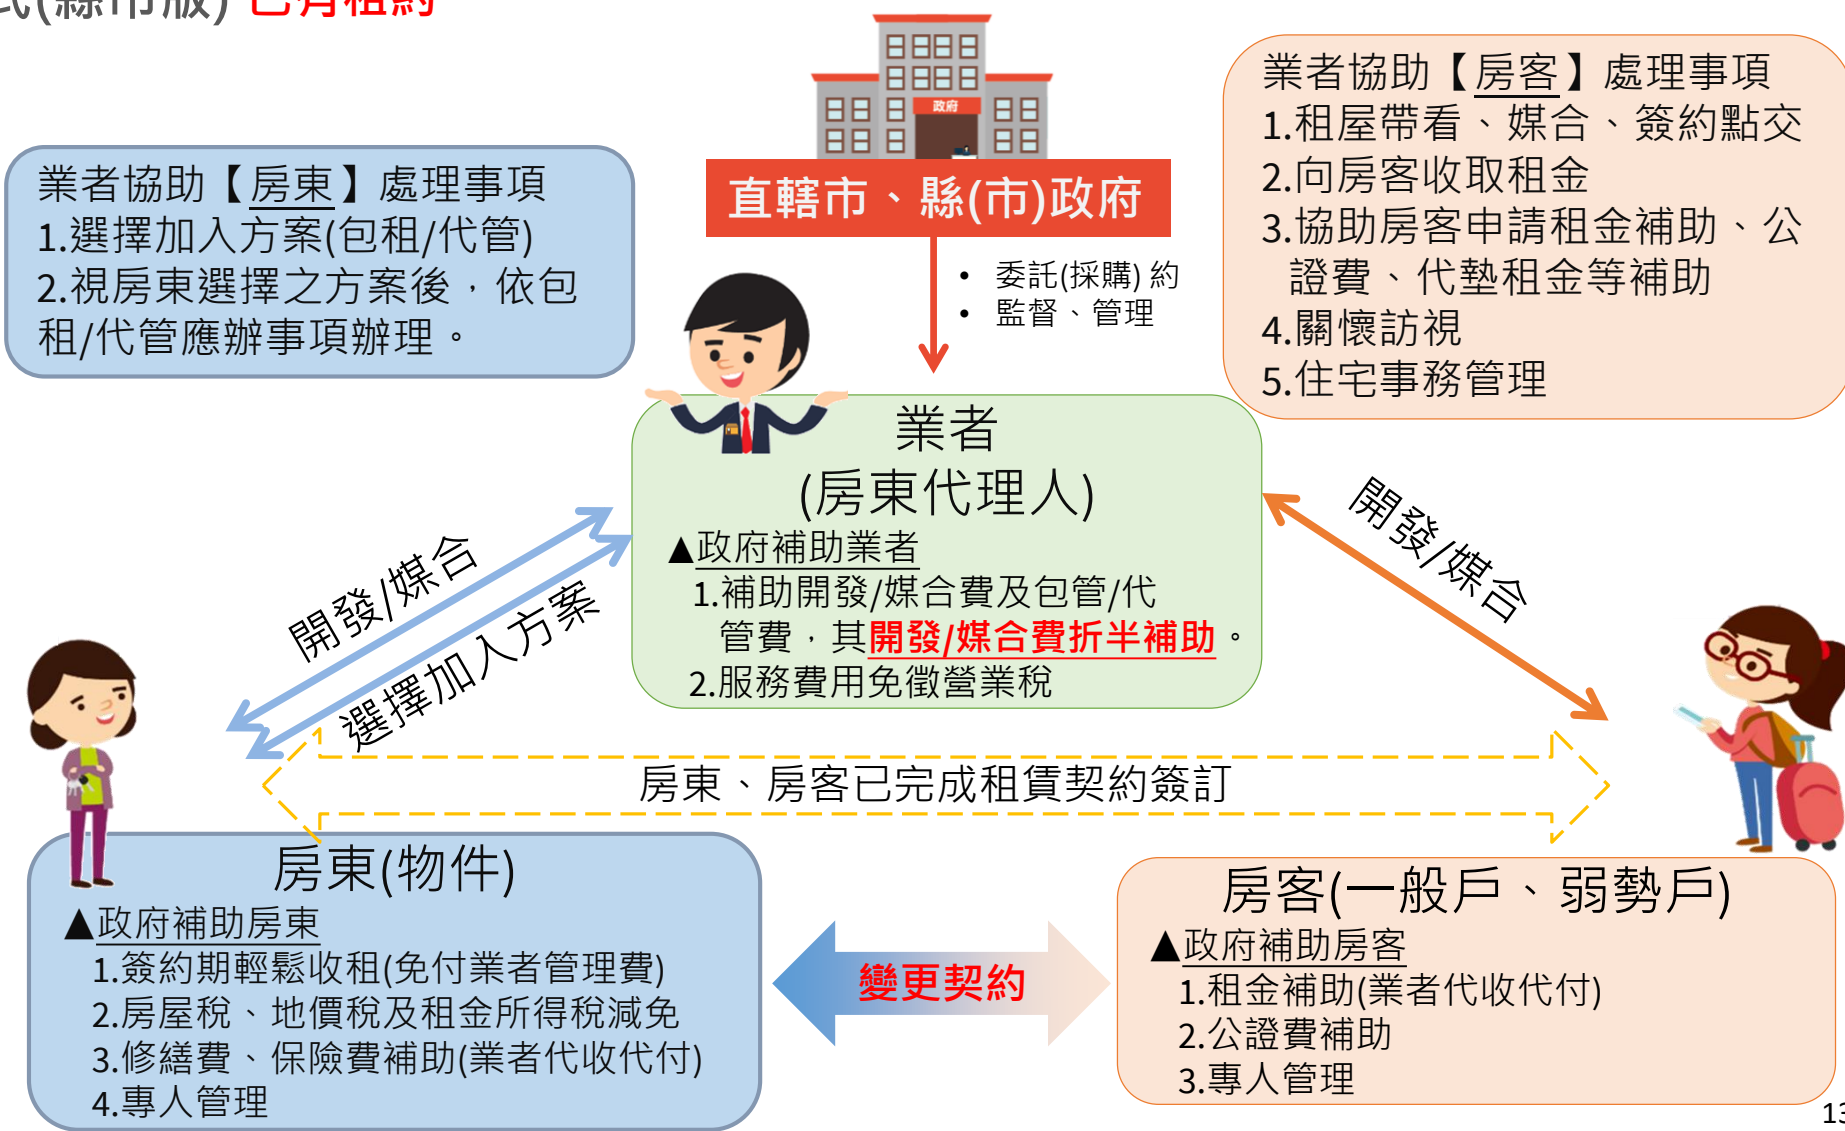 式(縣市版) 已有租約
政府
直轄市、縣(市)政府
• 委託(採購) 約
• 監督、管理
業者協助【房東】處理事項
1.選擇加入方案(包租/代管)
2.視房東選擇之方案後，依包
租/代管應辦事項辦理。
業者協助【房客】處理事項
1.租屋帶看、媒合、簽約點交
2.向房客收取租金
3.協助房客申請租金補助、公
證費、代墊租金等補助
4.關懷訪視
5.住宅事務管理
業者
(房東代理人)
▲政府補助業者
1.補助開發/媒合費及包管/代
管費，其開發/媒合費折半補助。
2.服務費用免徵營業稅
開發/媒合
選擇加入方案
開發/媒合
房東、房客已完成租賃契約簽訂
房東(物件)
▲政府補助房東
1.簽約期輕鬆收租(免付業者管理費)
2.房屋稅、地價稅及租金所得稅減免
3.修繕費、保險費補助(業者代收代付)
4.專人管理
變更契約
房客(一般戶、弱勢戶)
▲政府補助房客
1.租金補助(業者代收代付)
2.公證費補助
3.專人管理
13